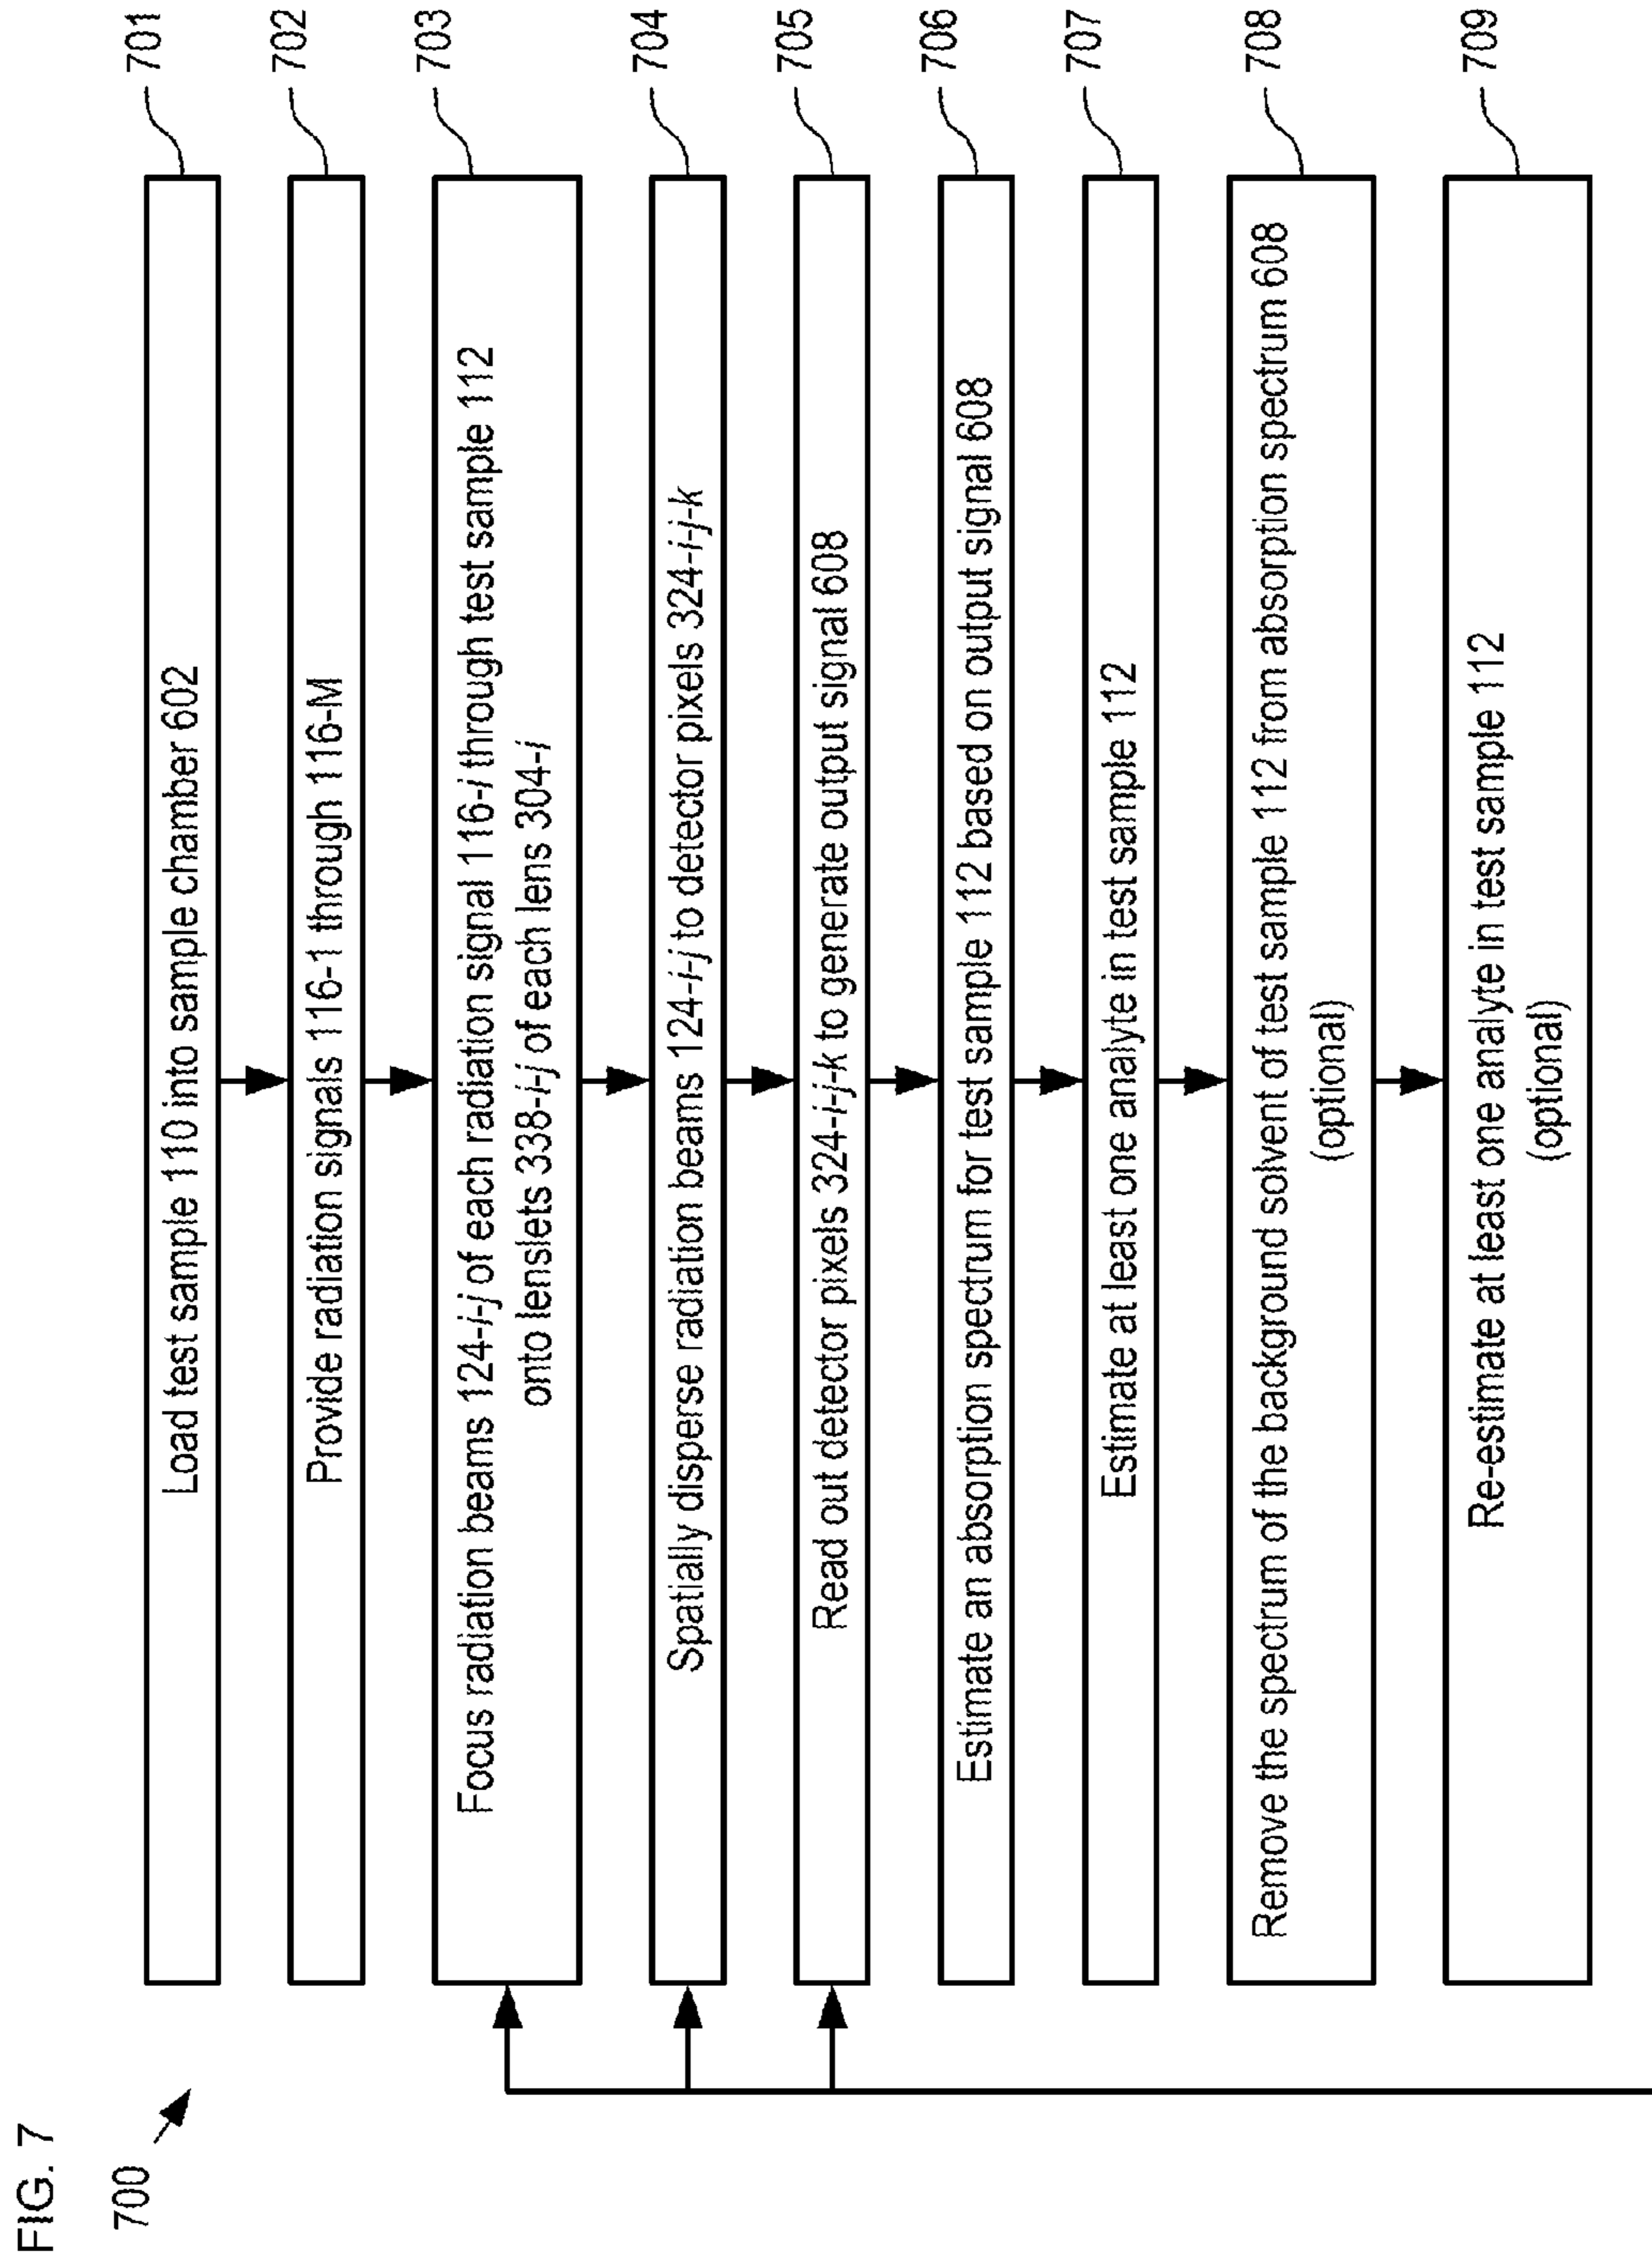 FIG. 7
700
Load test sample 110 into sample chamber 602
701
Provide radiation signals 116-1 through 116-M
702
Focus radiation beams 124-i-j of each radiation signal 116-i through test sample 112
onto lenslets 338-i-j of each lens 304-i
703
Spatially disperse radiation beams 124-i-j to detector pixels 324-i-j-k
704
Read out detector pixels 324-i-j-k to generate output signal 608
705
Estimate an absorption spectrum for test sample 112 based on output signal 608
706
Estimate at least one analyte in test sample 112
707
Remove the spectrum of the background solvent of test sample 112 from absorption spectrum 608
(optional)
708
Re-estimate at least one analyte in test sample 112
(optional)
709